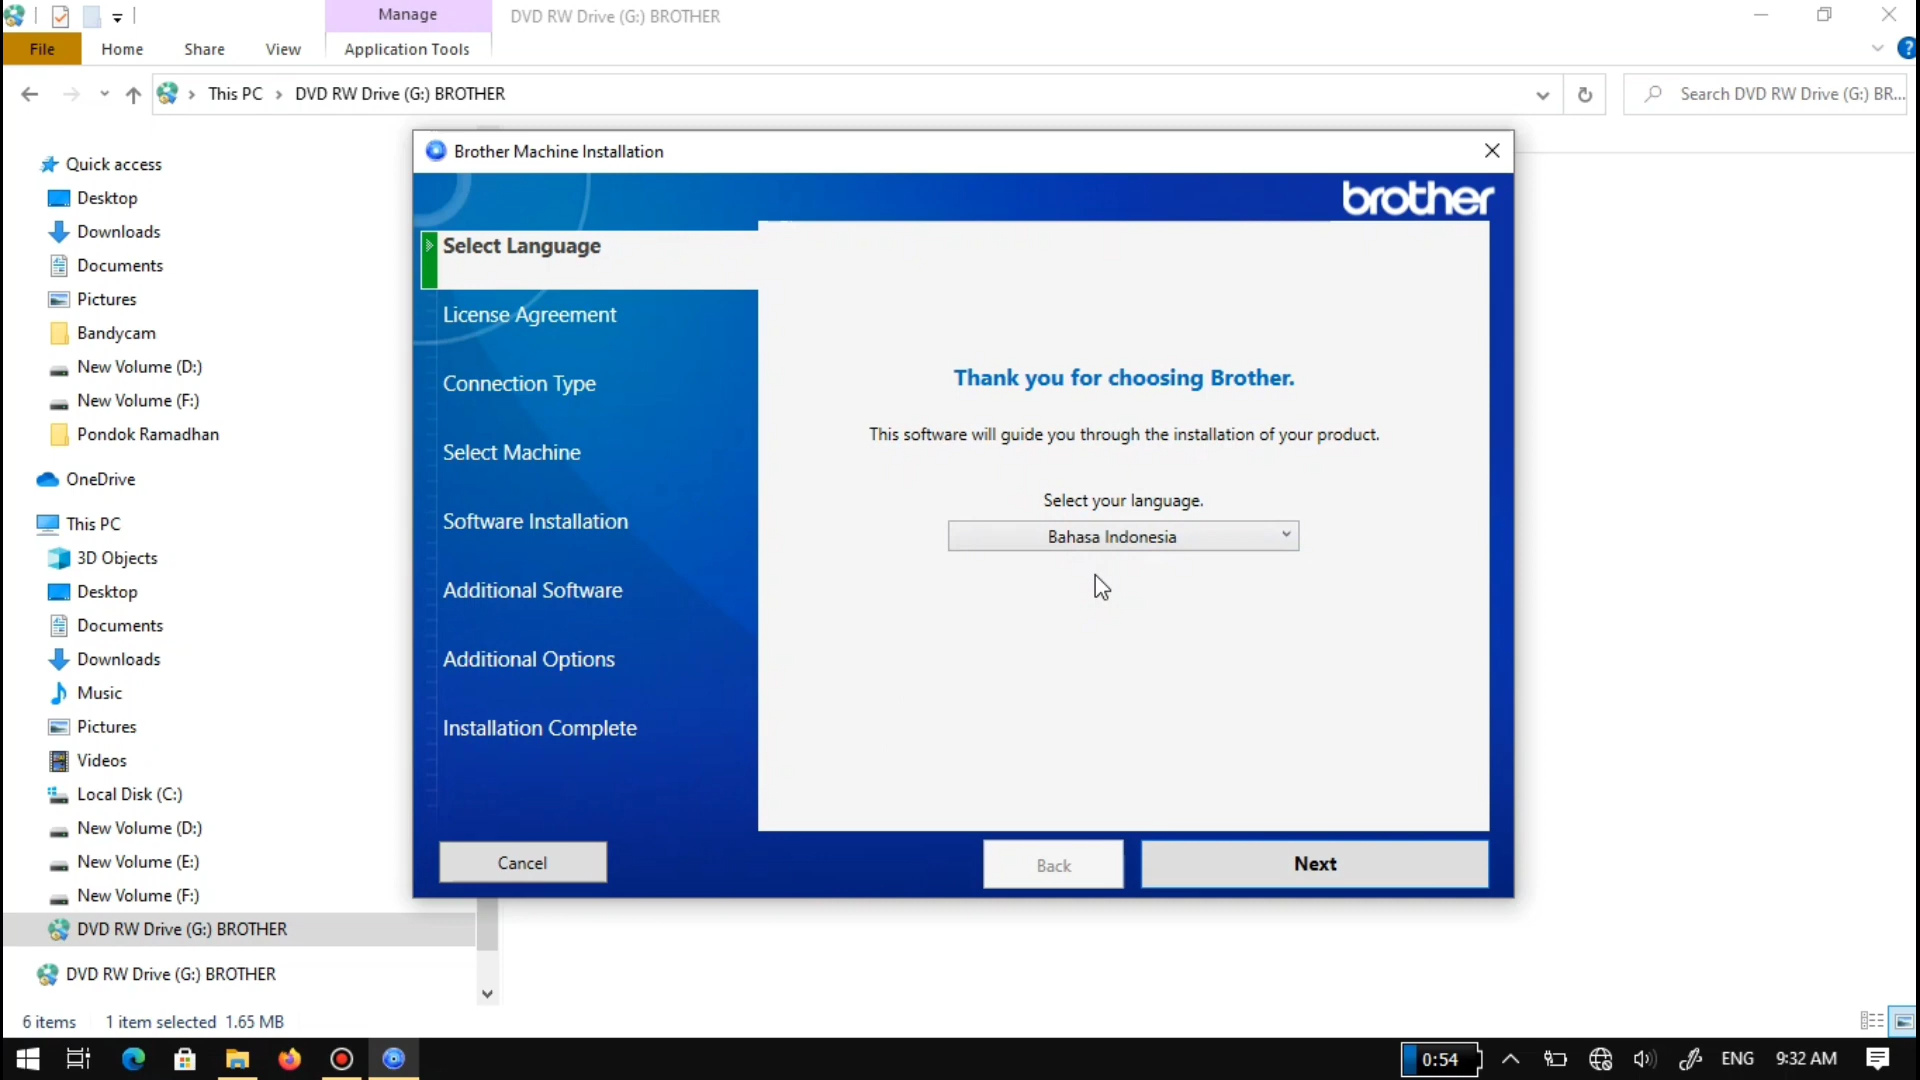 Manage
DVD RW Drive (G:) BROTHER
File
Home
Share
View
Application Tools
?
This PC
DVD RW Drive (G:) BROTHER
Search DVD RW Drive (G:) BR...
Quick access
Desktop
Downloads
Documents
Pictures
Bandycam
New Volume (D:)
New Volume (F:)
Pondok Ramadhan
OneDrive
This PC
3D Objects
Desktop
Documents
Downloads
Music
Pictures
Videos
Local Disk (C:)
New Volume (D:)
New Volume (E:)
New Volume (F:)
DVD RW Drive (G:) BROTHER
DVD RW Drive (G:) BROTHER
Brother Machine Installation
brother
Select Language
License Agreement
Connection Type
Select Machine
Software Installation
Additional Software
Additional Options
Installation Complete
Thank you for choosing Brother.
This software will guide you through the installation of your product.
Select your language.
Bahasa Indonesia
Cancel
Back
Next
6 items
1 item selected 1.65 MB
0:54
ENG
9:32 AM